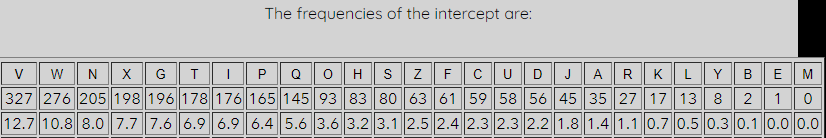 The frequencies of the intercept are:
V W N X G T I P Q O H S Z F C U D J A R K L Y B E M
327 276 205 198 196 178 176 165 145 93 83 80 63 61 59 58 56 45 35 27 17 13 8 2 1 0
12.7 10.8 8.0 7.7 7.6 6.9 6.9 6.4 5.6 3.6 3.2 3.1 2.5 2.4 2.3 2.3 2.2 1.8 1.4 1.1 0.7 0.5 0.3 0.1 0.0 0.0